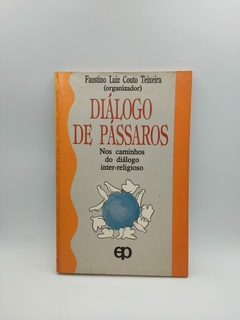 Faustino Luiz Couto Teixeira
(organizador)
DIÁLOGO
DE PÁSSAROS
Nos caminhos
do diálogo
inter-religioso
ep